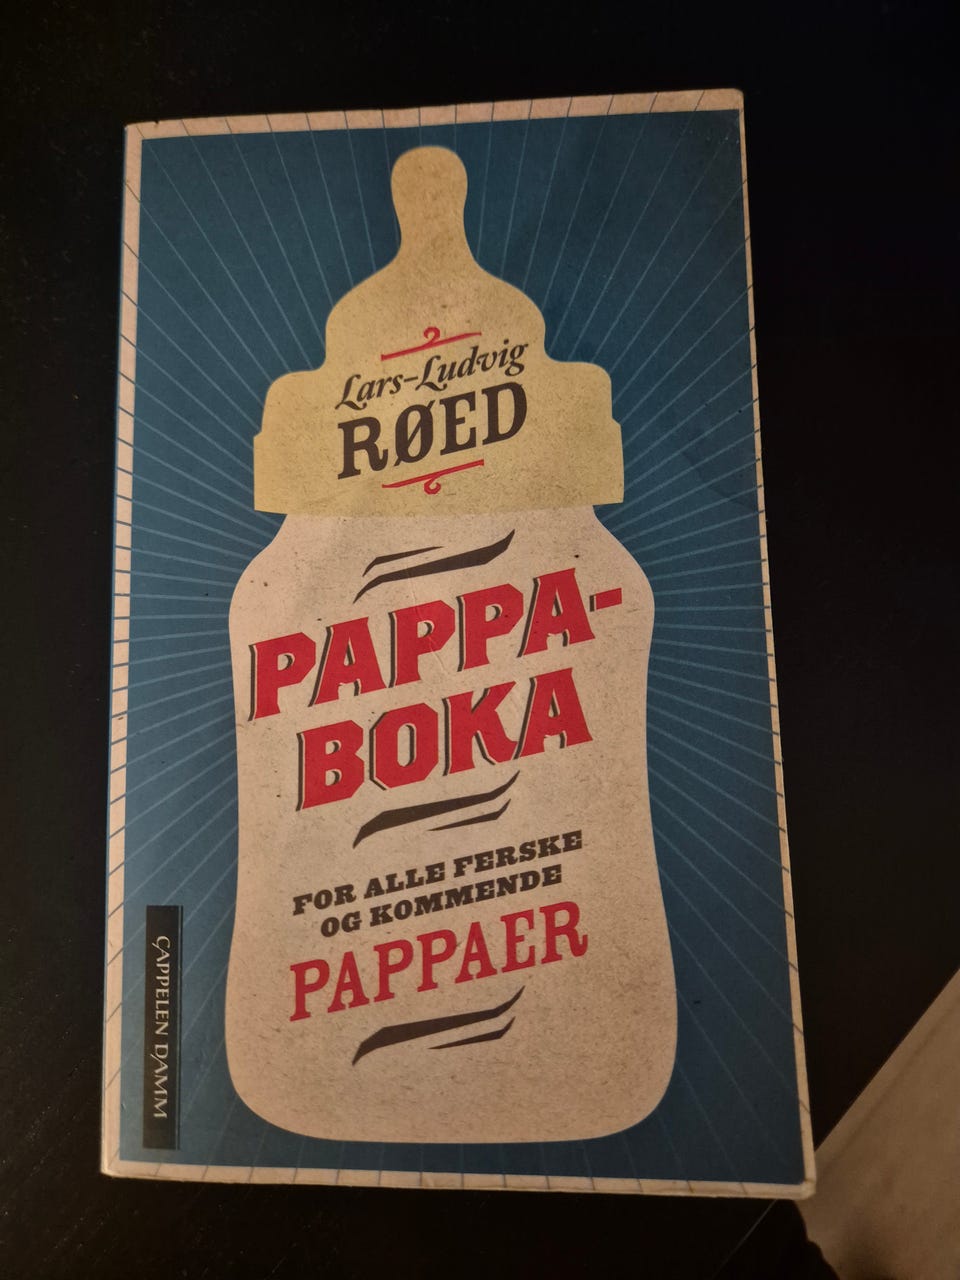 Lars-Ludvig
RØED
PAPPA-
BOKA
FOR ALLE FERSKE
OG KOMMENDE
PAPPAER
CAPPELEN DAMM